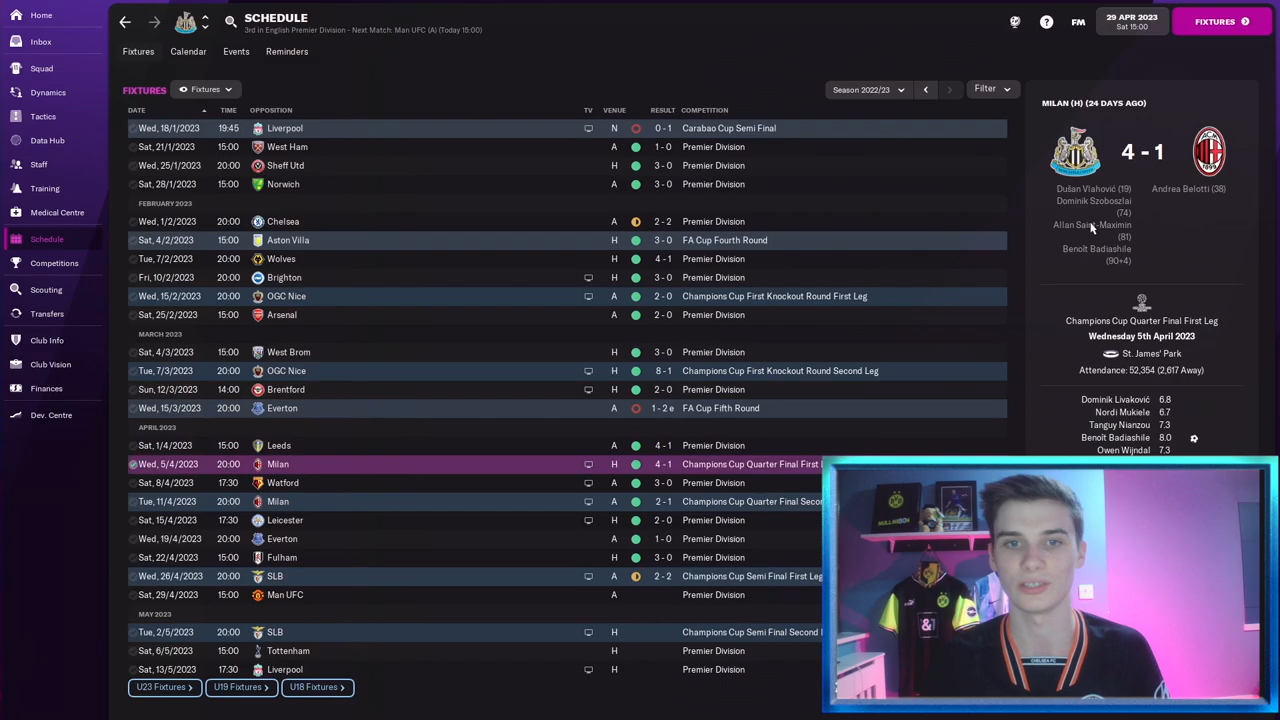 Home
Inbox
Squad
Dynamics
Tactics
Data Hub
Staff
Training
Medical Centre
Schedule
Competitions
Scouting
Transfers
Club Info
Club Vision
Finances
Dev. Centre
SCHEDULE
3rd in English Premier Division - Next Match: Man UFC (A) (Today 15:00)
? FM
29 APR 2023
Sat 15:00
FIXTURES
Fixtures Calendar Events Reminders
FIXTURES Fixtures Season 2022/23 Filter
DATE TIME OPPOSITION TV VENUE RESULT COMPETITION
Wed, 18/1/2023 19:45 Liverpool N 0 - 1 Carabao Cup Semi Final
Sat, 21/1/2023 15:00 West Ham A 1 - 0 Premier Division
Wed, 25/1/2023 20:00 Sheff Utd H 3 - 0 Premier Division
Sat, 28/1/2023 15:00 Norwich A 3 - 0 Premier Division
FEBRUARY 2023
Wed, 1/2/2023 20:00 Chelsea A 2 - 2 Premier Division
Sat, 4/2/2023 15:00 Aston Villa H 3 - 0 FA Cup Fourth Round
Tue, 7/2/2023 20:00 Wolves H 4 - 1 Premier Division
Fri, 10/2/2023 20:00 Brighton H 3 - 0 Premier Division
Wed, 15/2/2023 20:00 OGC Nice A 2 - 0 Champions Cup First Knockout Round First Leg
Sat, 25/2/2023 15:00 Arsenal A 2 - 0 Premier Division
MARCH 2023
Sat, 4/3/2023 15:00 West Brom H 3 - 0 Premier Division
Tue, 7/3/2023 20:00 OGC Nice H 8 - 1 Champions Cup First Knockout Round Second Leg
Sun, 12/3/2023 14:00 Brentford H 2 - 0 Premier Division
Wed, 15/3/2023 20:00 Everton A 1 - 2 e FA Cup Fifth Round
APRIL 2023
Sat, 1/4/2023 15:00 Leeds A 4 - 1 Premier Division
Wed, 5/4/2023 20:00 Milan H 4 - 1 Champions Cup Quarter Final First L
Sat, 8/4/2023 17:30 Watford A 3 - 0 Premier Division
Tue, 11/4/2023 20:00 Milan A 2 - 1 Champions Cup Quarter Final Secon
Sat, 15/4/2023 17:30 Leicester H 2 - 0 Premier Division
Wed, 19/4/2023 20:00 Everton A 1 - 0 Premier Division
Sat, 22/4/2023 15:00 Fulham H 3 - 0 Premier Division
Wed, 26/4/2023 20:00 SLB A 2 - 2 Champions Cup Semi Final First Leg
Sat, 29/4/2023 15:00 Man UFC A Premier Division
MAY 2023
Tue, 2/5/2023 20:00 SLB H Champions Cup Semi Final Second L
Sat, 6/5/2023 15:00 Tottenham H Premier Division
Sat, 13/5/2023 17:30 Liverpool H Premier Division
U23 Fixtures U19 Fixtures U18 Fixtures
MILAN (H) (24 DAYS AGO)
4 - 1
Dušan Vlahović (19) Andrea Belotti (38)
Dominik Szoboszlai
(74)
Allan Saint-Maximin
(81)
Benoît Badiashile
(90+4)
Champions Cup Quarter Final First Leg
Wednesday 5th April 2023
St. James' Park
Attendance: 52,354 (2,617 Away)
Dominik Livaković 6.8
Nordi Mukiele 6.7
Tanguy Nianzou 7.3
Benoît Badiashile 8.0
Owen Wijndal 7.3
CHELSEA FC